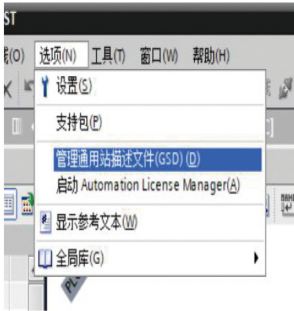 ST
(O) 选项(N) 工具(T) 窗口(W) 帮助(H)
设置(S)
支持包(P)
管理通用站描述文件(GSD) (D)
启动 Automation License Manager(A)
显示参考文本(W)
全局库(G)
PL